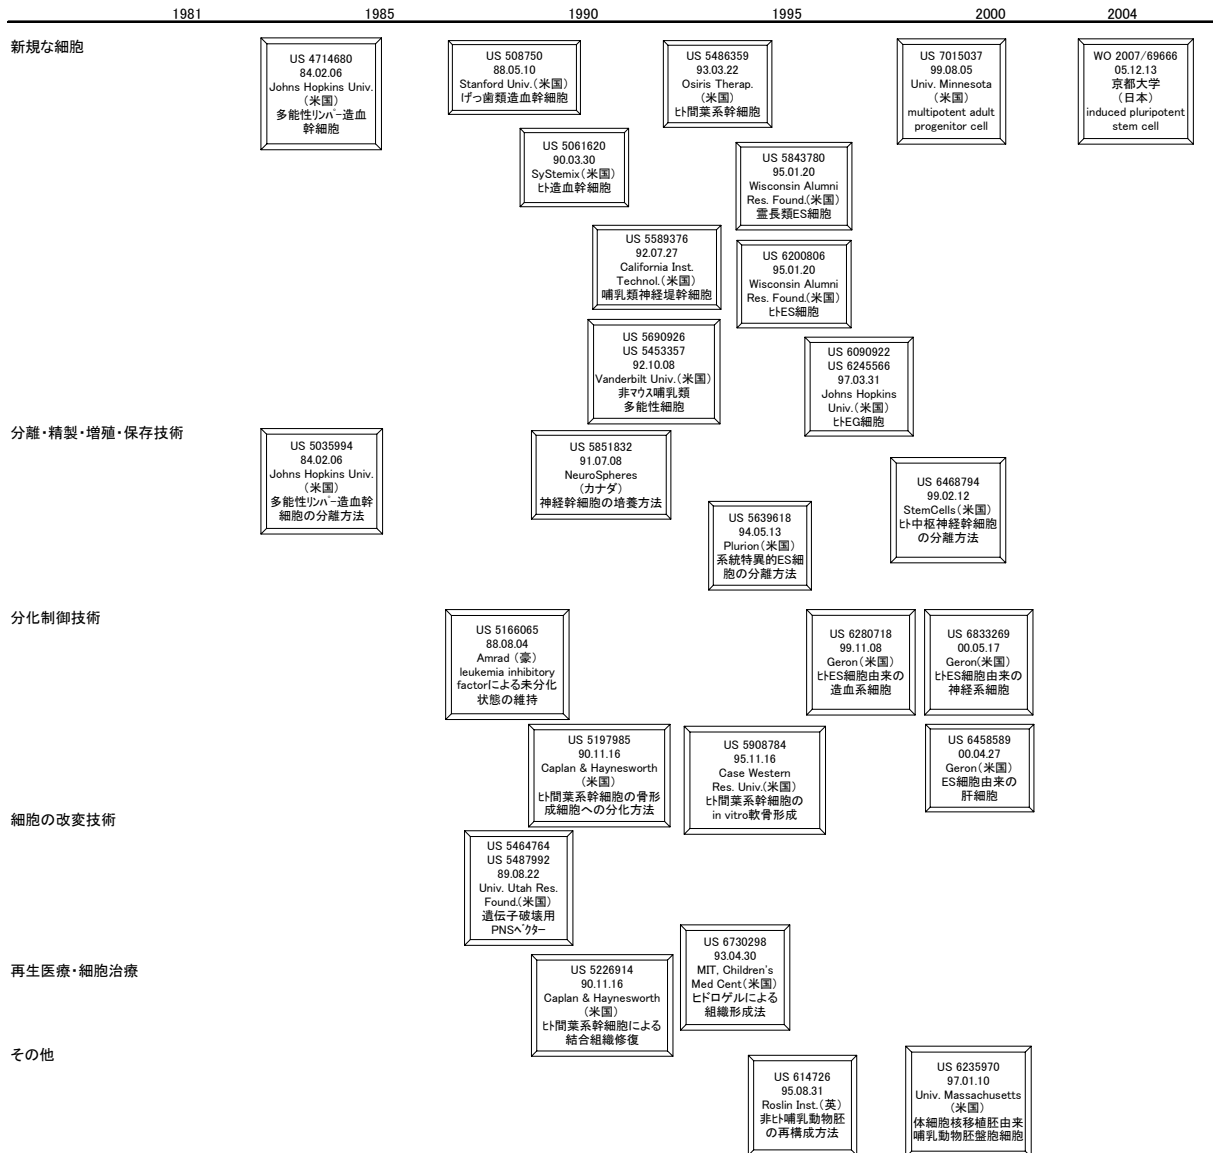 1981 1985 1990 1995 2000 2004
新規な細胞
US 4714680
84.02.06
Johns Hopkins Univ.
(米国)
多能性リンパー造血
幹細胞
US 508750
88.05.10
Stanford Univ.(米国)
げっ歯類造血幹細胞
US 5486359
93.03.22
Osiris Therap.
(米国)
ヒト間葉系幹細胞
US 7015037
99.08.05
Univ. Minnesota
(米国)
multipotent adult
progenitor cell
WO 2007/69666
05.12.13
京都大学
(日本)
induced pluripotent
stem cell
US 5061620
90.03.30
SyStemix(米国)
ヒト造血幹細胞
US 5843780
95.01.20
Wisconsin Alumni
Res. Found.(米国)
霊長類ES細胞
US 5589376
92.07.27
California Inst.
Technol.(米国)
哺乳類神経堤幹細胞
US 6200806
95.01.20
Wisconsin Alumni
Res. Found.(米国)
ヒトES細胞
US 5690926
US 5453357
92.10.08
Vanderbilt Univ.(米国)
非マウス哺乳類
多能性細胞
US 6090922
US 6245566
97.03.31
Johns Hopkins
Univ.(米国)
ヒトEG細胞
分離・精製・増殖・保存技術
US 5035994
84.02.06
Johns Hopkins Univ.
(米国)
多能性リンパー造血幹
細胞の分離方法
US 5851832
91.07.08
NeuroSpheres
(カナダ)
神経幹細胞の培養方法
US 5639618
94.05.13
Plurion(米国)
系統特異的ES細
胞の分離方法
US 6468794
99.02.12
StemCells(米国)
ヒト中枢神経幹細胞
の分離方法
分化制御技術
US 5166065
88.08.04
Amrad (豪)
leukemia inhibitory
factorによる未分化
状態の維持
US 6280718
99.11.08
Geron(米国)
ヒトES細胞由来の
造血系細胞
US 6833269
00.05.17
Geron(米国)
ヒトES細胞由来の
神経系細胞
US 5197985
90.11.16
Caplan & Haynesworth
(米国)
ヒト間葉系幹細胞の骨形
成細胞への分化方法
US 5908784
95.11.16
Case Western
Res. Univ.(米国)
ヒト間葉系幹細胞の
in vitro軟骨形成
US 6458589
00.04.27
Geron(米国)
ES細胞由来の
肝細胞
細胞の改変技術
US 5464764
US 5487992
89.08.22
Univ. Utah Res.
Found.(米国)
遺伝子破壊用
PNSベクター
再生医療・細胞治療
US 5226914
90.11.16
Caplan & Haynesworth
(米国)
ヒト間葉系幹細胞による
結合組織修復
US 6730298
93.04.30
MIT, Children's
Med Cent(米国)
ヒドロゲルによる
組織形成法
その他
US 614726
95.08.31
Roslin Inst.(英)
非ヒト哺乳動物胚
の再構成方法
US 6235970
97.01.10
Univ. Massachusetts
(米国)
体細胞核移植胚由来
哺乳動物胚盤胞細胞